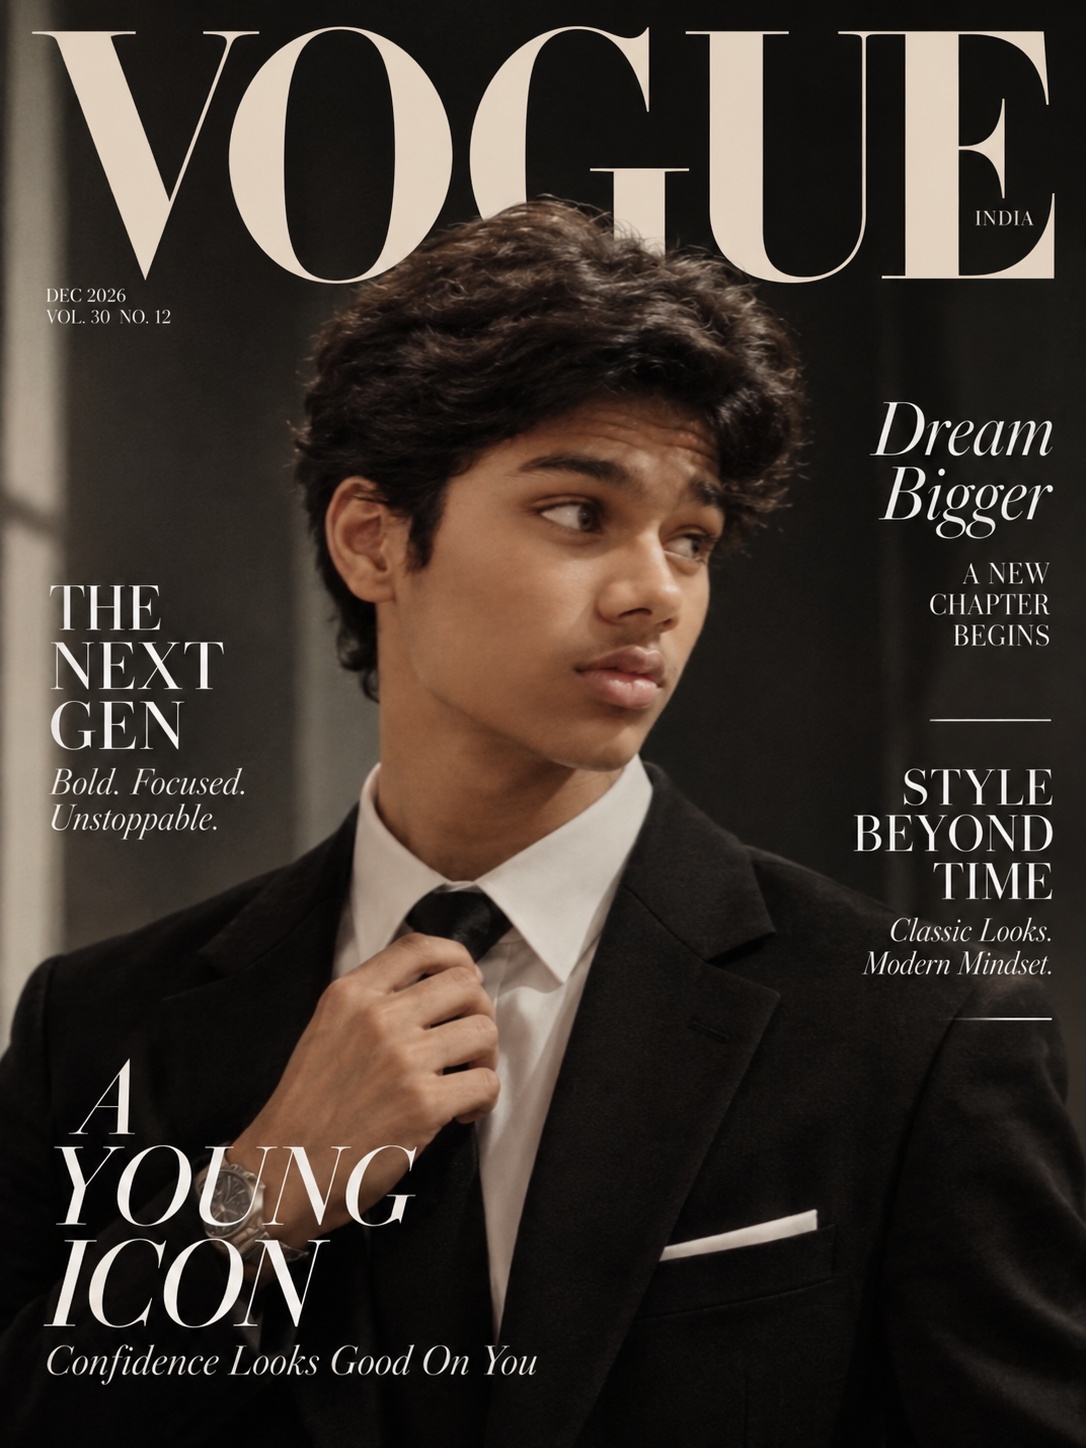 VOGUE
INDIA
DEC 2026
VOL. 30 NO. 12
Dream
Bigger
A NEW
CHAPTER
BEGINS
THE
NEXT
GEN
Bold. Focused.
Unstoppable.
STYLE
BEYOND
TIME
Classic Looks.
Modern Mindset.
A
YOUNG
ICON
Confidence Looks Good On You